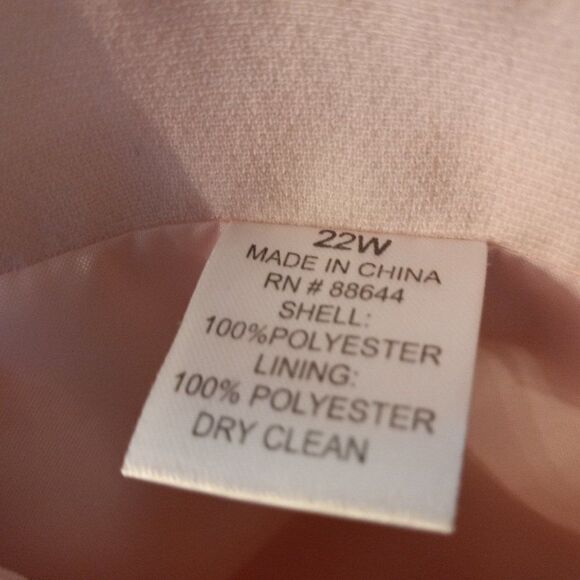 22W
MADE IN CHINA
RN # 88644
SHELL:
100%POLYESTER
LINING:
100% POLYESTER
DRY CLEAN